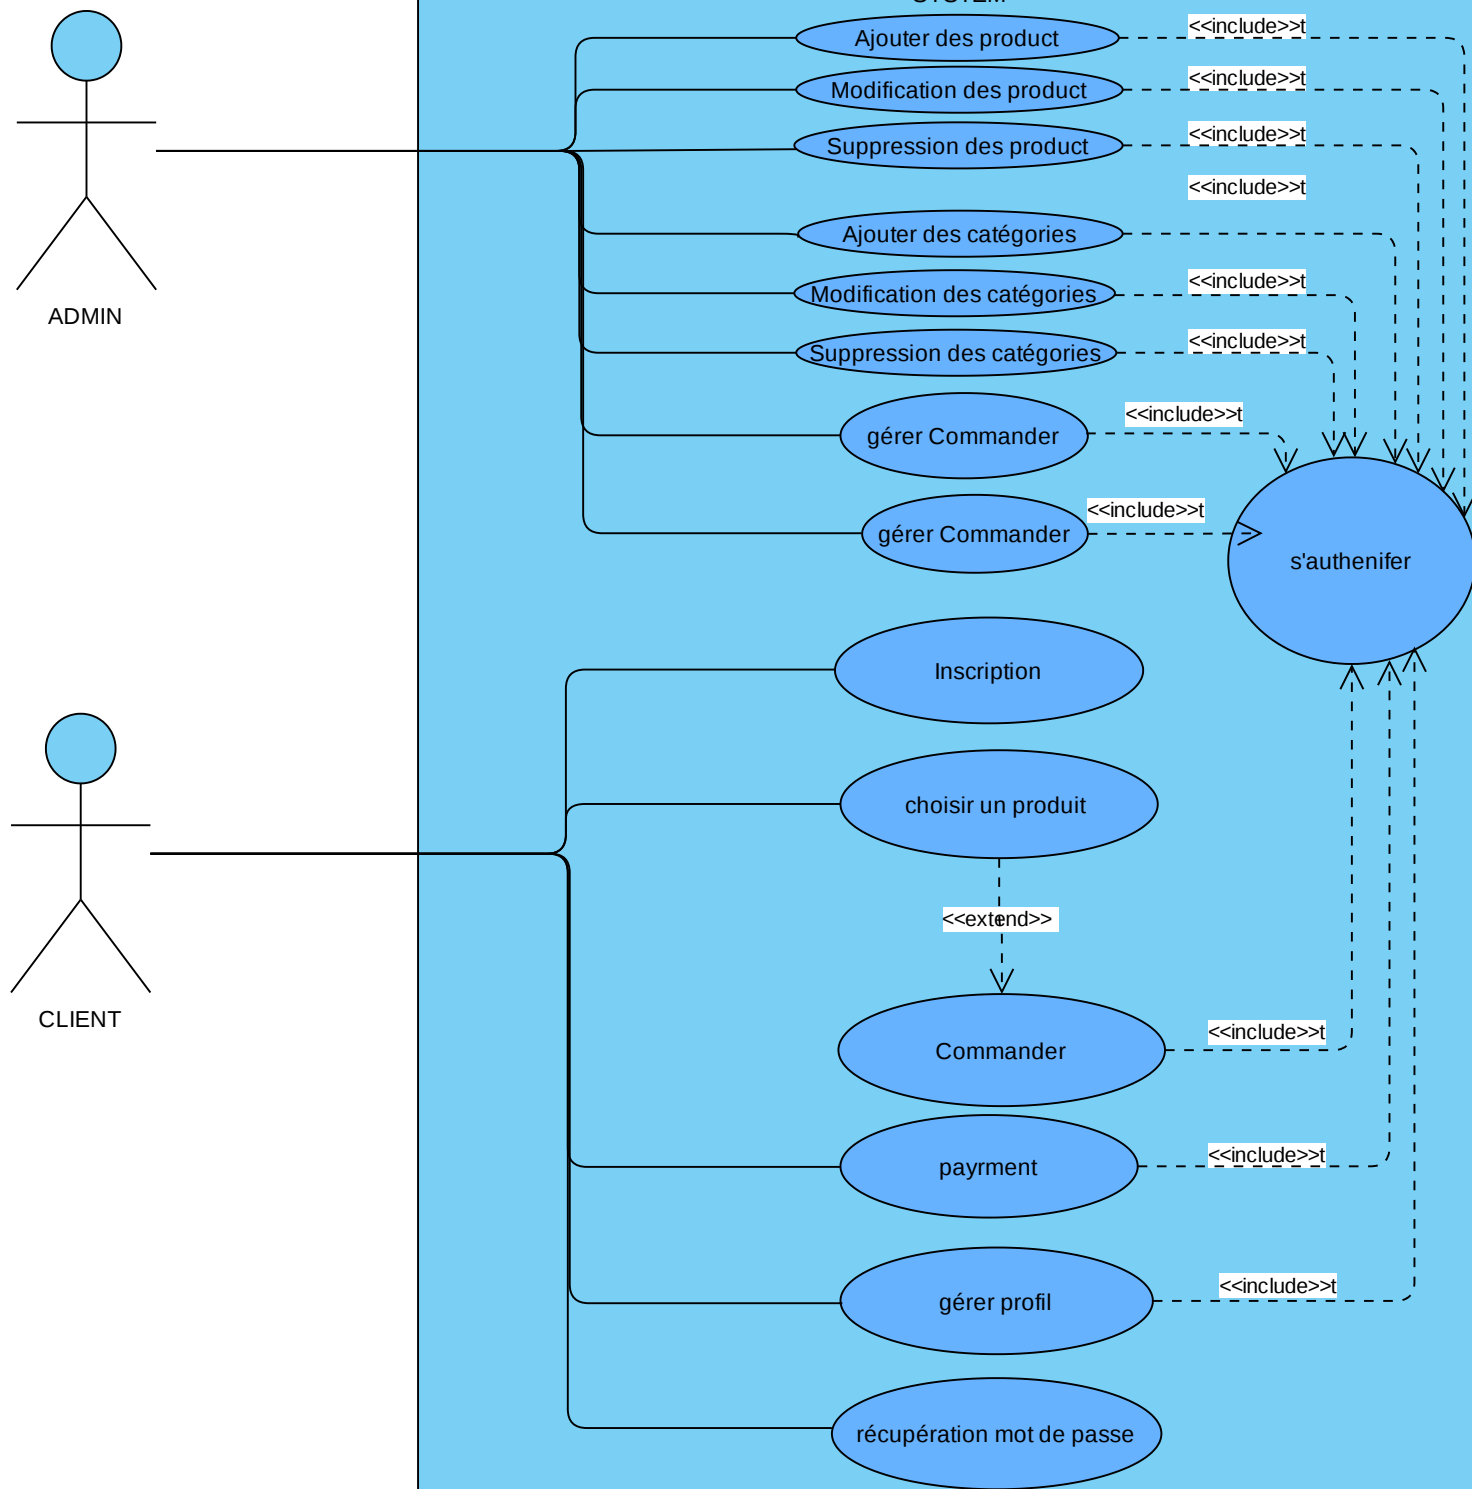 <<include>>t
Ajouter des product
<<include>>t
Modification des product
<<include>>t
Suppression des product
<<include>>t
Ajouter des catégories
<<include>>t
Modification des catégories
ADMIN
<<include>>t
Suppression des catégories
<<include>>t
gérer Commander
<<include>>t
gérer Commander
s'authenifer
Inscription
choisir un produit
<<extend>>
CLIENT
<<include>>t
Commander
<<include>>t
payrment
<<include>>t
gérer profil
récupération mot de passe